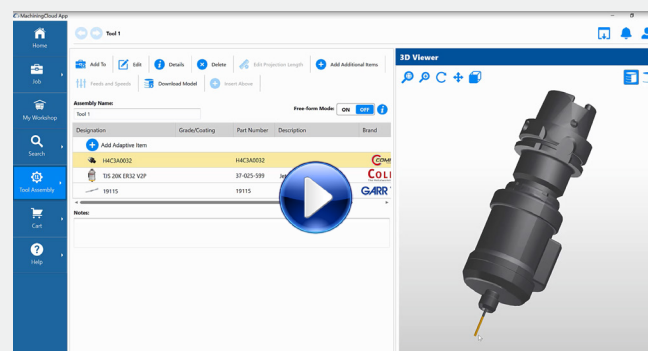 MachiningCloud App
Home
Tool 1
Add To Edit Details Delete Edit Projection Length Add Additional Items
Job
Feeds and Speeds Download Model Insert Above
My Workshop
Assembly Name:
Tool 1
Free-form Mode: ON OFF
Search
Designation Grade/Coating Part Number Description Brand
Add Adaptive Item
H4C3A0032 H4C3A0032
Tool Assembly
TJS 20K ER32 V2P 37-025-599
19115 19115 GARR
Cart
Notes:
Help
3D Viewer